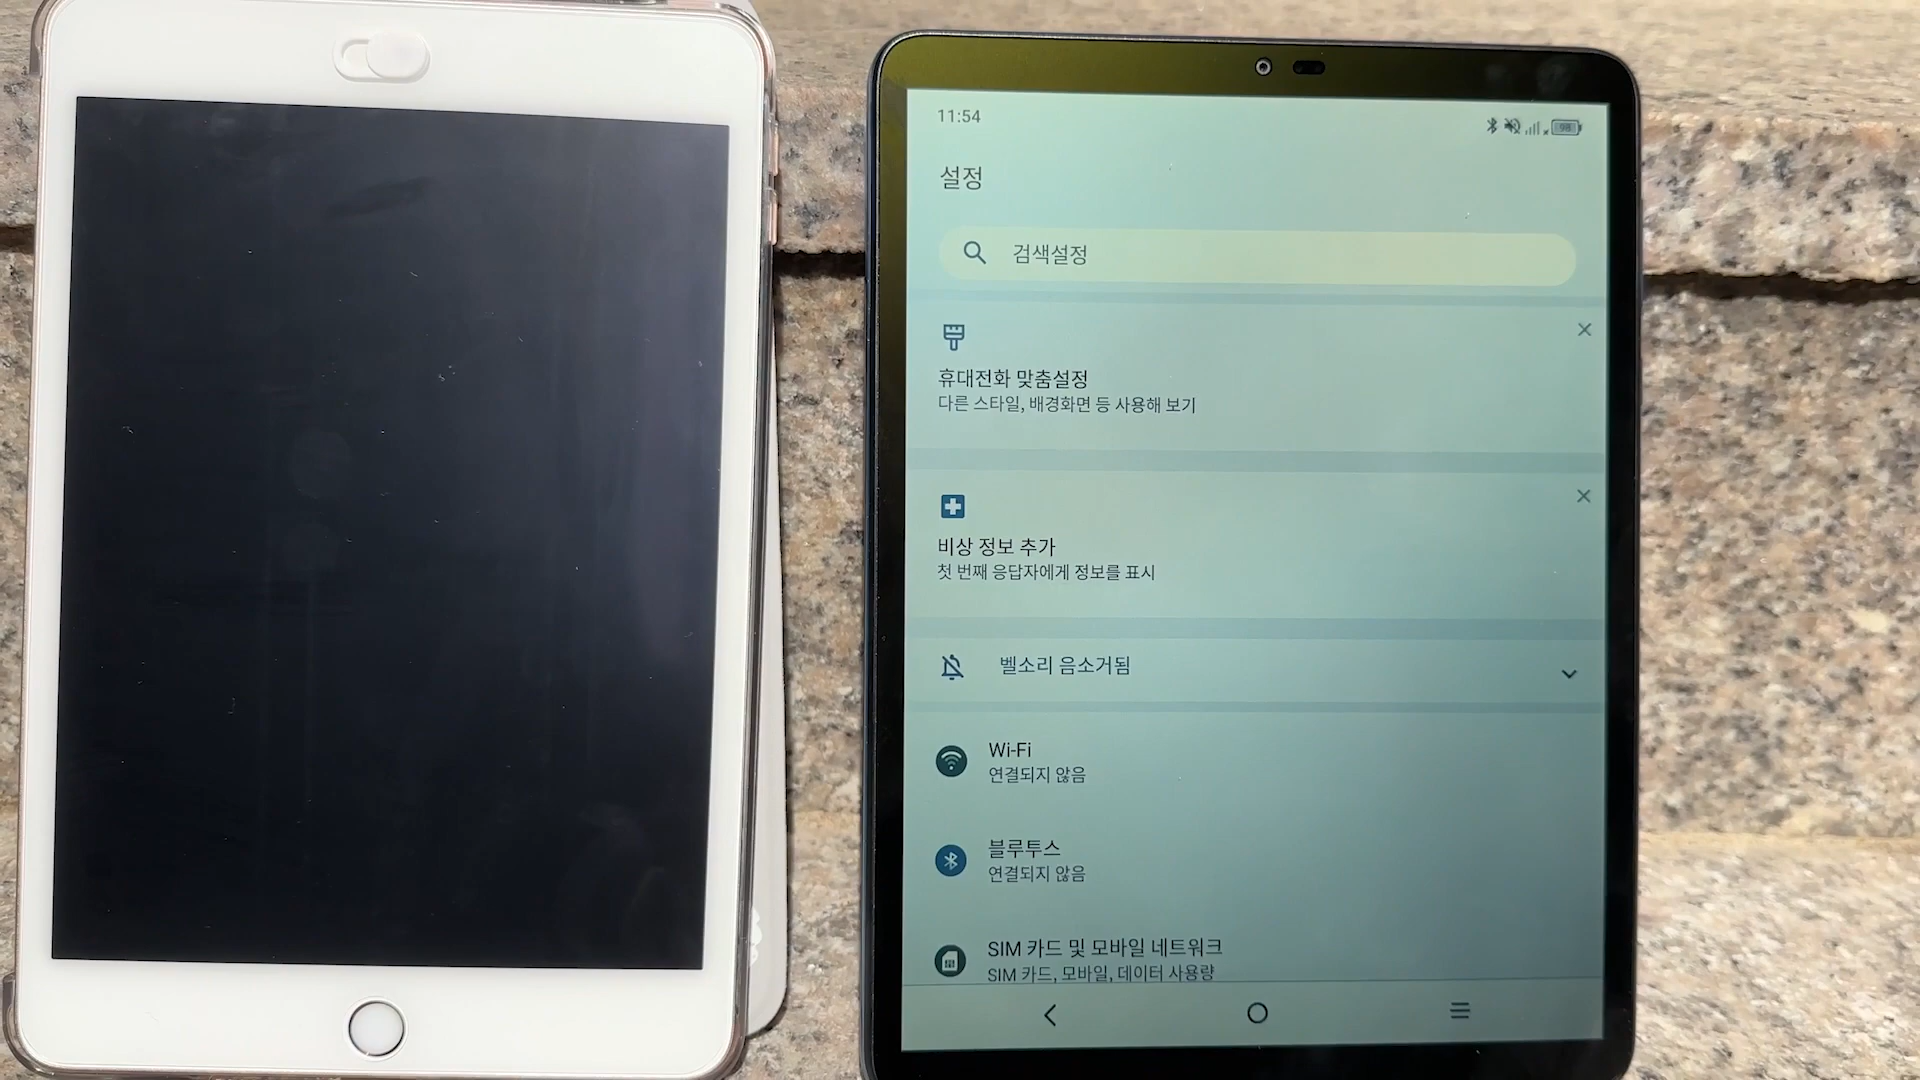 11:54
98
설정
검색설정
휴대전화 맞춤설정
다른 스타일, 배경화면 등 사용해 보기
비상 정보 추가
첫 번째 응답자에게 정보를 표시
벨소리 음소거됨
Wi-Fi
연결되지 않음
블루투스
연결되지 않음
SIM 카드 및 모바일 네트워크
SIM 카드, 모바일, 데이터 사용량